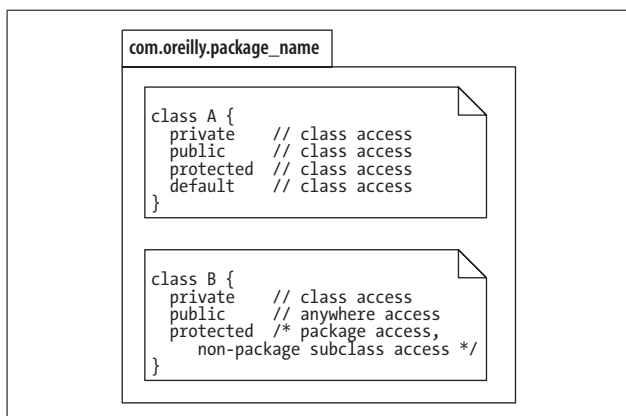 com.oreilly.package_name
class A {
  private    // class access
  public     // class access
  protected  // class access
  default    // class access
}
class B {
  private    // class access
  public     // anywhere access
  protected  /* package access,
     non-package subclass access */
}